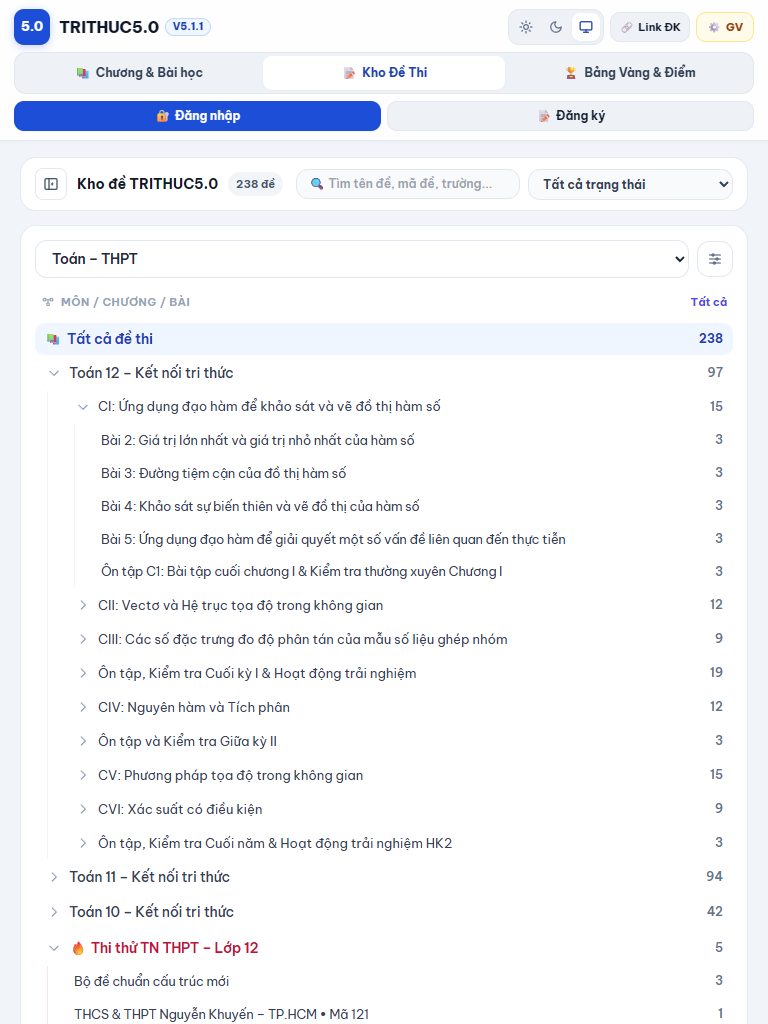 5.0 TRITHUC5.0 V5.1.1 Link ĐK GV
Chương & Bài học Kho Đề Thi Bảng Vàng & Điểm
Đăng nhập Đăng ký
Kho đề TRITHUC5.0 238 đề Tìm tên đề, mã đề, trường... Tất cả trạng thái
Toán – THPT
MÔN / CHƯƠNG / BÀI Tất cả
Tất cả đề thi 238
Toán 12 – Kết nối tri thức 97
CI: Ứng dụng đạo hàm để khảo sát và vẽ đồ thị hàm số 15
Bài 2: Giá trị lớn nhất và giá trị nhỏ nhất của hàm số 3
Bài 3: Đường tiệm cận của đồ thị hàm số 3
Bài 4: Khảo sát sự biến thiên và vẽ đồ thị của hàm số 3
Bài 5: Ứng dụng đạo hàm để giải quyết một số vấn đề liên quan đến thực tiễn 3
Ôn tập C1: Bài tập cuối chương I & Kiểm tra thường xuyên Chương I 3
CII: Vectơ và Hệ trục tọa độ trong không gian 12
CIII: Các số đặc trưng đo độ phân tán của mẫu số liệu ghép nhóm 9
Ôn tập, Kiểm tra Cuối kỳ I & Hoạt động trải nghiệm 19
CIV: Nguyên hàm và Tích phân 12
Ôn tập và Kiểm tra Giữa kỳ II 3
CV: Phương pháp tọa độ trong không gian 15
CVI: Xác suất có điều kiện 9
Ôn tập, Kiểm tra Cuối năm & Hoạt động trải nghiệm HK2 3
Toán 11 – Kết nối tri thức 94
Toán 10 – Kết nối tri thức 42
Thi thử TN THPT – Lớp 12 5
Bộ đề chuẩn cấu trúc mới 3
THCS & THPT Nguyễn Khuyến – TP.HCM • Mã 121 1